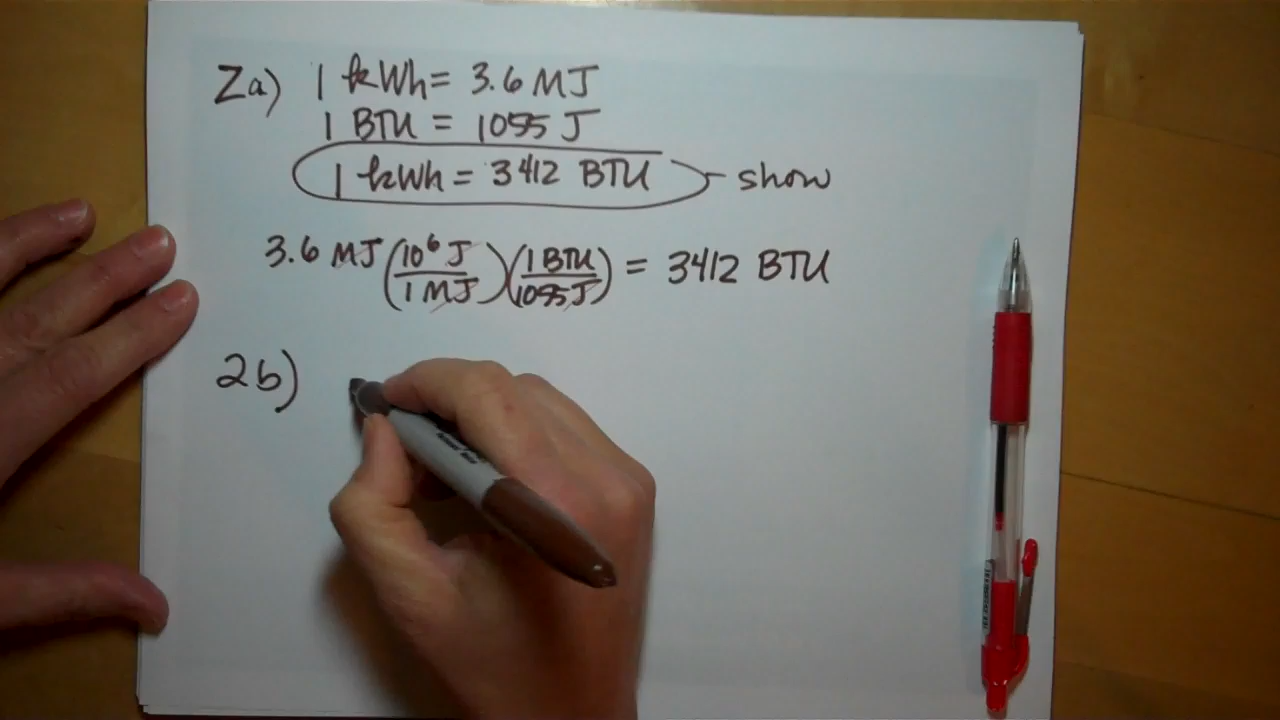 2a) 1 kWh = 3.6 MJ
1 BTU = 1055 J
1 kWh = 3412 BTU - show
3.6 MJ (10⁶ J / 1 MJ) (1 BTU / 1055 J) = 3412 BTU
2b)